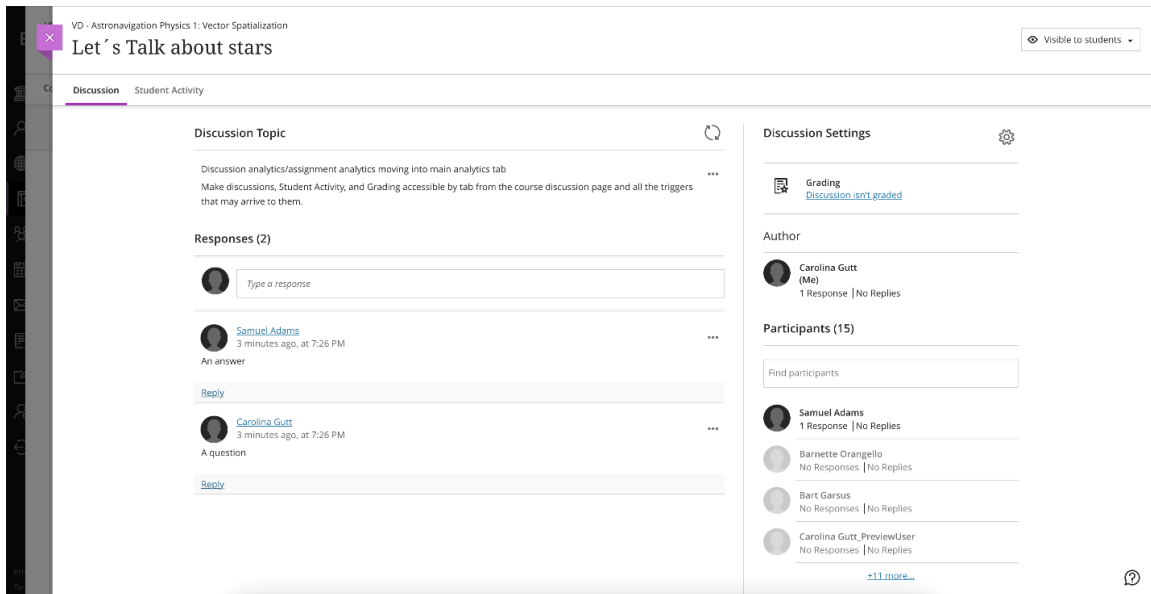 VD - Astronavigation Physics 1: Vector Spatialization
Let´s Talk about stars
Visible to students
Discussion
Student Activity
Discussion Topic
Discussion analytics/assignment analytics moving into main analytics tab
Make discussions, Student Activity, and Grading accessible by tab from the course discussion page and all the triggers
that may arrive to them.
Responses (2)
Type a response
Samuel Adams
3 minutes ago, at 7:26 PM
An answer
Reply
Carolina Gutt
3 minutes ago, at 7:26 PM
A question
Reply
Discussion Settings
Grading
Discussion isn't graded
Author
Carolina Gutt
(Me)
1 Response | No Replies
Participants (15)
Find participants
Samuel Adams
1 Response | No Replies
Barnette Orangello
No Responses | No Replies
Bart Garsus
No Responses | No Replies
Carolina Gutt_PreviewUser
No Responses | No Replies
+11 more...